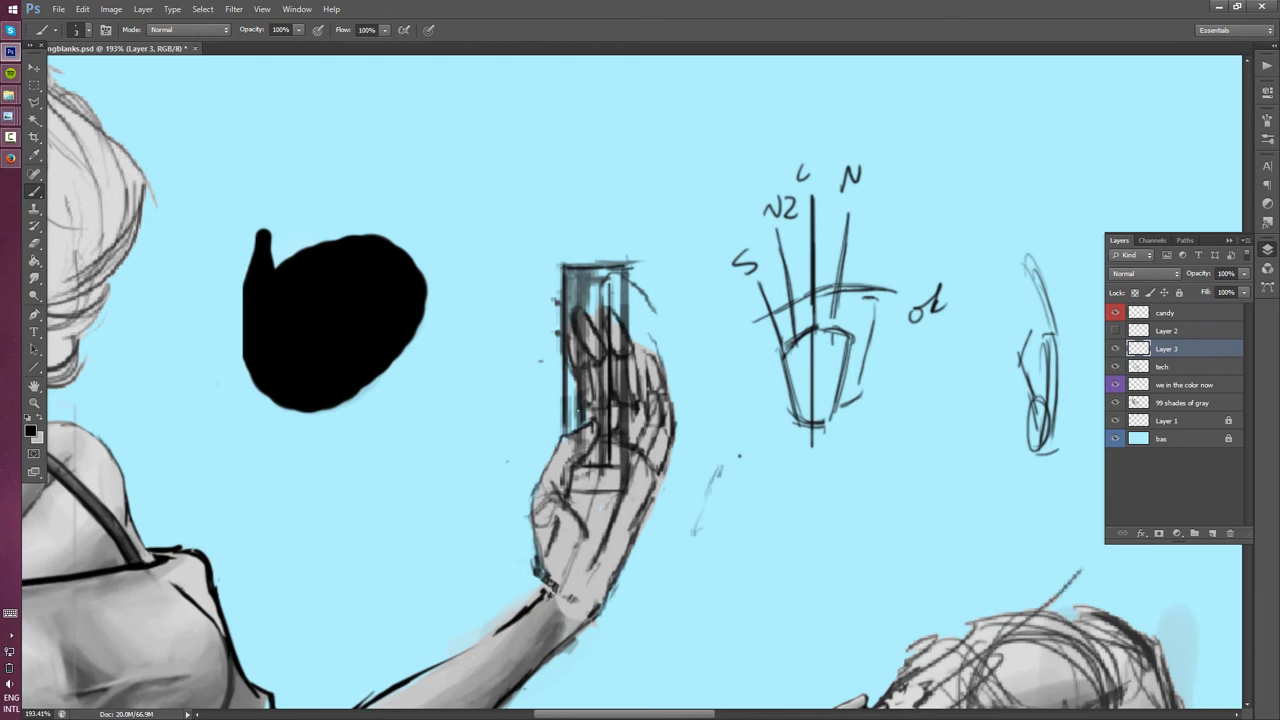 Ps File Edit Image Layer Type Select Filter View Window Help
3 Mode: Normal Opacity: 100% Flow: 100% Essentials
ngblanks.psd @ 193% (Layer 3, RGB/8) * ×
L N
N2
S
ok
Layers Channels Paths
Kind
Normal Opacity: 100%
Lock: Fill: 100%
candy
Layer 2
Layer 3
tech
we in the color now
99 shades of gray
Layer 1
bas
ENG
INTL
193.41% Doc: 20.0M/66.9M